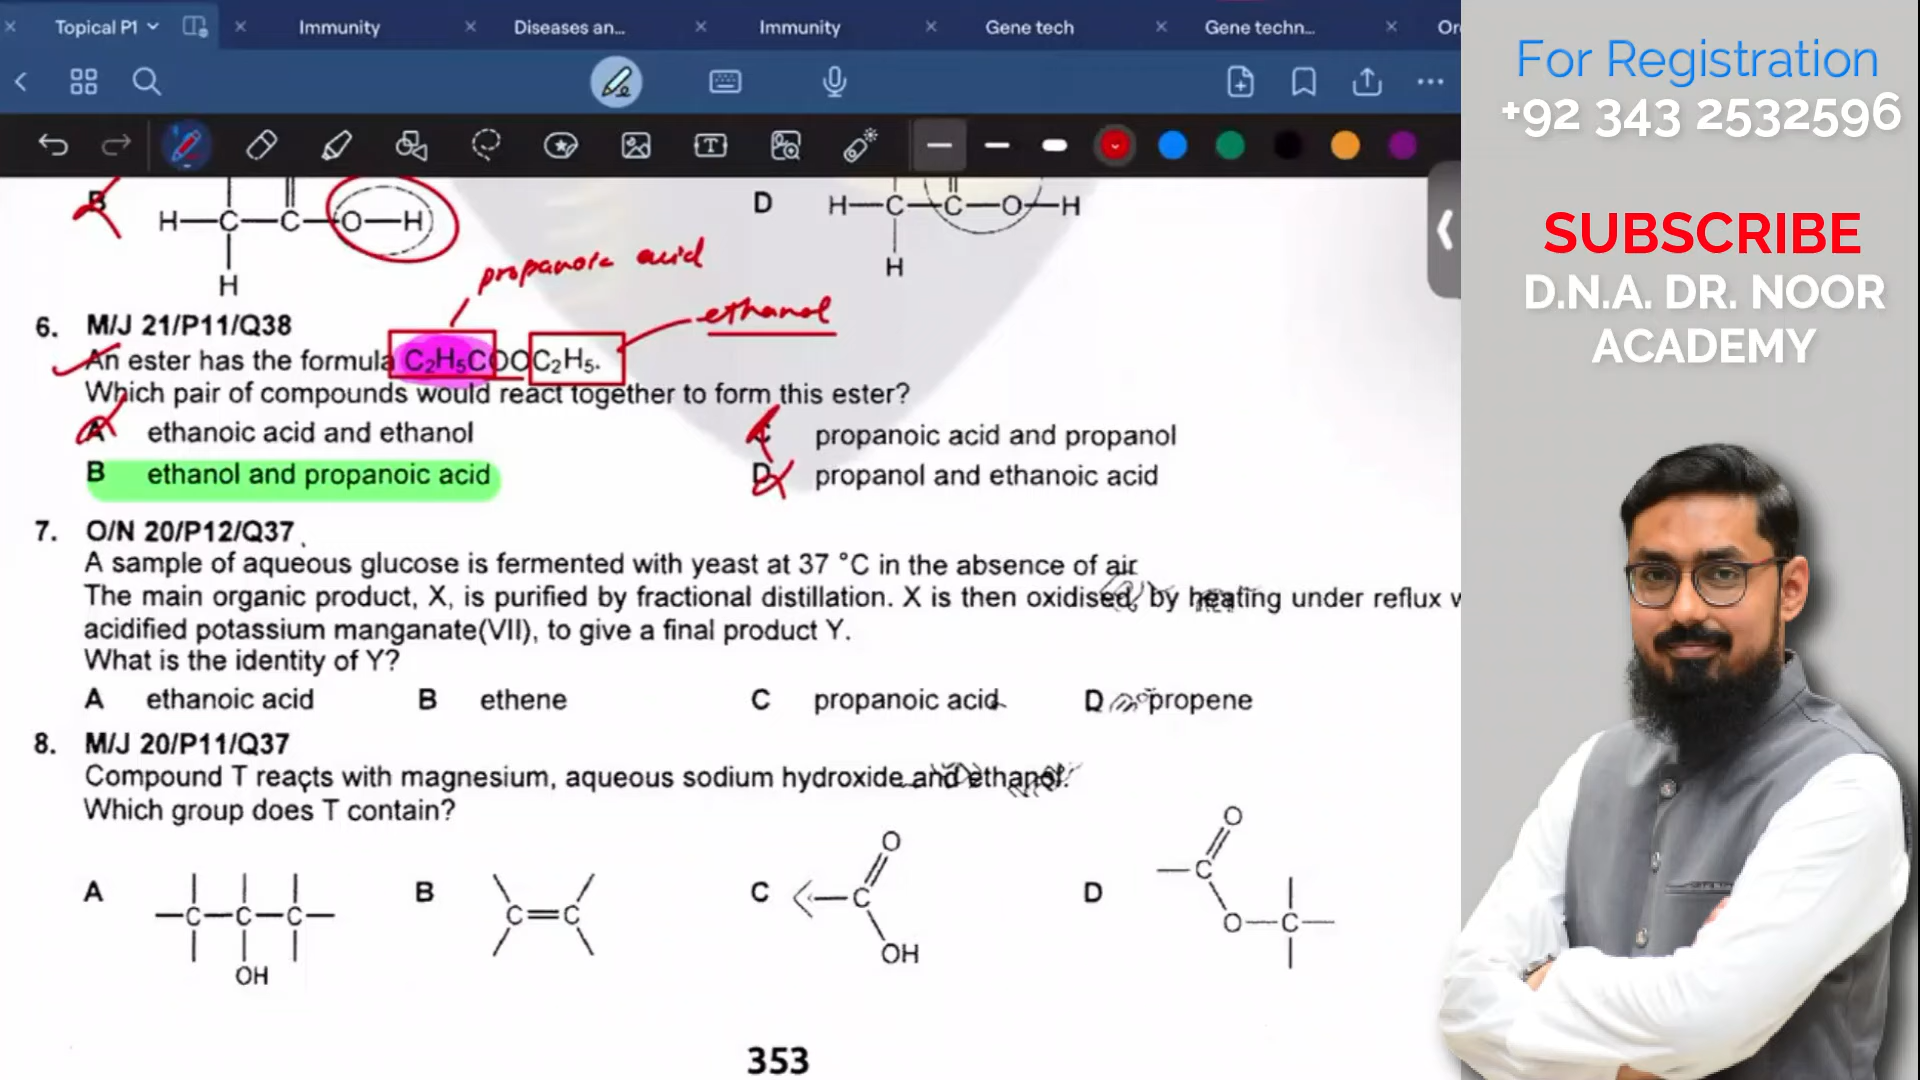 Topical P1
Immunity
Diseases an...
Immunity
Gene tech
Gene techn...
Or
For Registration
+92 343 2532596
SUBSCRIBE
D.N.A. DR. NOOR
ACADEMY
B
H—C—C—O—H
H
D
H—C—C—O—H
H
propanoic acid
ethanol
6. M/J 21/P11/Q38
An ester has the formula C₂H₅COOC₂H₅.
Which pair of compounds would react together to form this ester?
A ethanoic acid and ethanol
C propanoic acid and propanol
B ethanol and propanoic acid
D propanol and ethanoic acid
7. O/N 20/P12/Q37
A sample of aqueous glucose is fermented with yeast at 37 °C in the absence of air
The main organic product, X, is purified by fractional distillation. X is then oxidised, by heating under reflux w
acidified potassium manganate(VII), to give a final product Y.
What is the identity of Y?
A ethanoic acid B ethene C propanoic acid D propene
8. M/J 20/P11/Q37
Compound T reacts with magnesium, aqueous sodium hydroxide and ethanol.
Which group does T contain?
A
—C—C—C—
OH
B
C=C
C
O
—C
OH
D
O
—C
O—C—
353